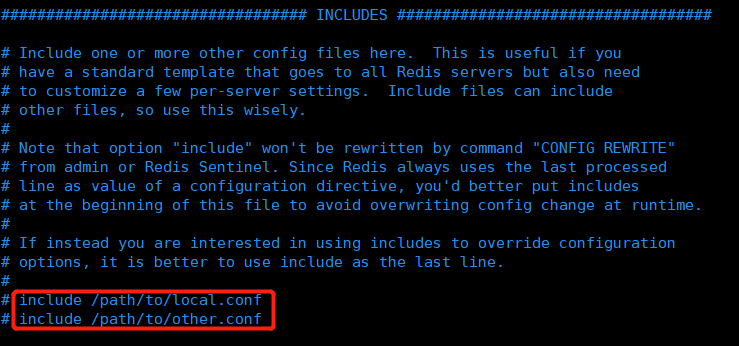 ################################## INCLUDES ###################################
# Include one or more other config files here.  This is useful if you
# have a standard template that goes to all Redis servers but also need
# to customize a few per-server settings.  Include files can include
# other files, so use this wisely.
#
# Note that option "include" won't be rewritten by command "CONFIG REWRITE"
# from admin or Redis Sentinel. Since Redis always uses the last processed
# line as value of a configuration directive, you'd better put includes
# at the beginning of this file to avoid overwriting config change at runtime.
#
# If instead you are interested in using includes to override configuration
# options, it is better to use include as the last line.
#
# include /path/to/local.conf
# include /path/to/other.conf